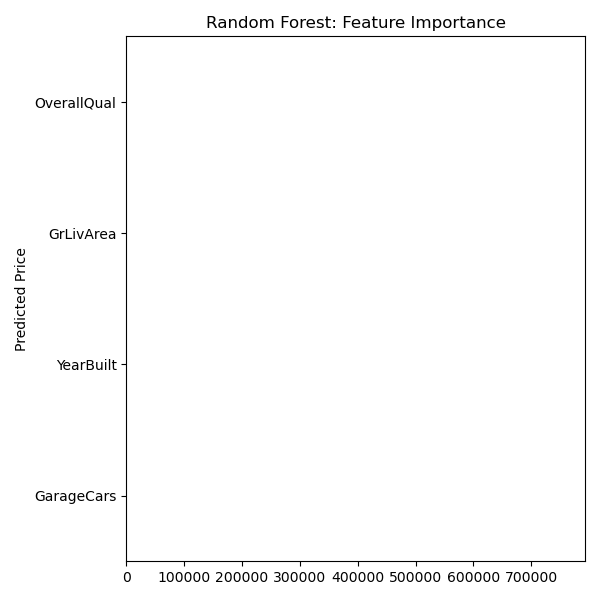 Random Forest: Feature Importance
OverallQual
GrLivArea
Predicted Price
YearBuilt
GarageCars
0 100000 200000 300000 400000 500000 600000 700000